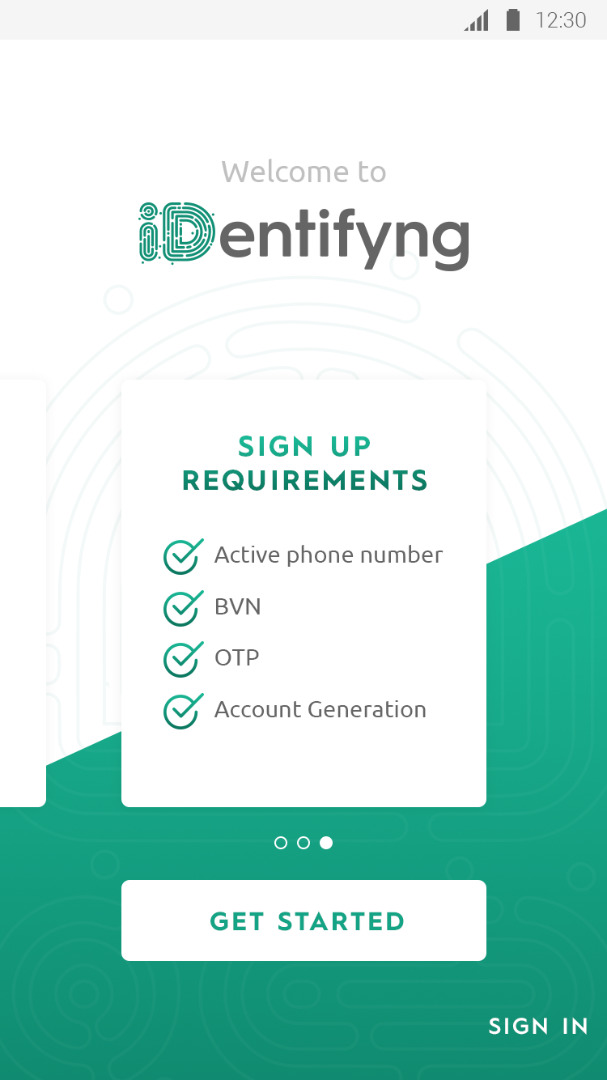 12:30
Welcome to
iDentifyng
SIGN UP
REQUIREMENTS
Active phone number
BVN
OTP
Account Generation
GET STARTED
SIGN IN